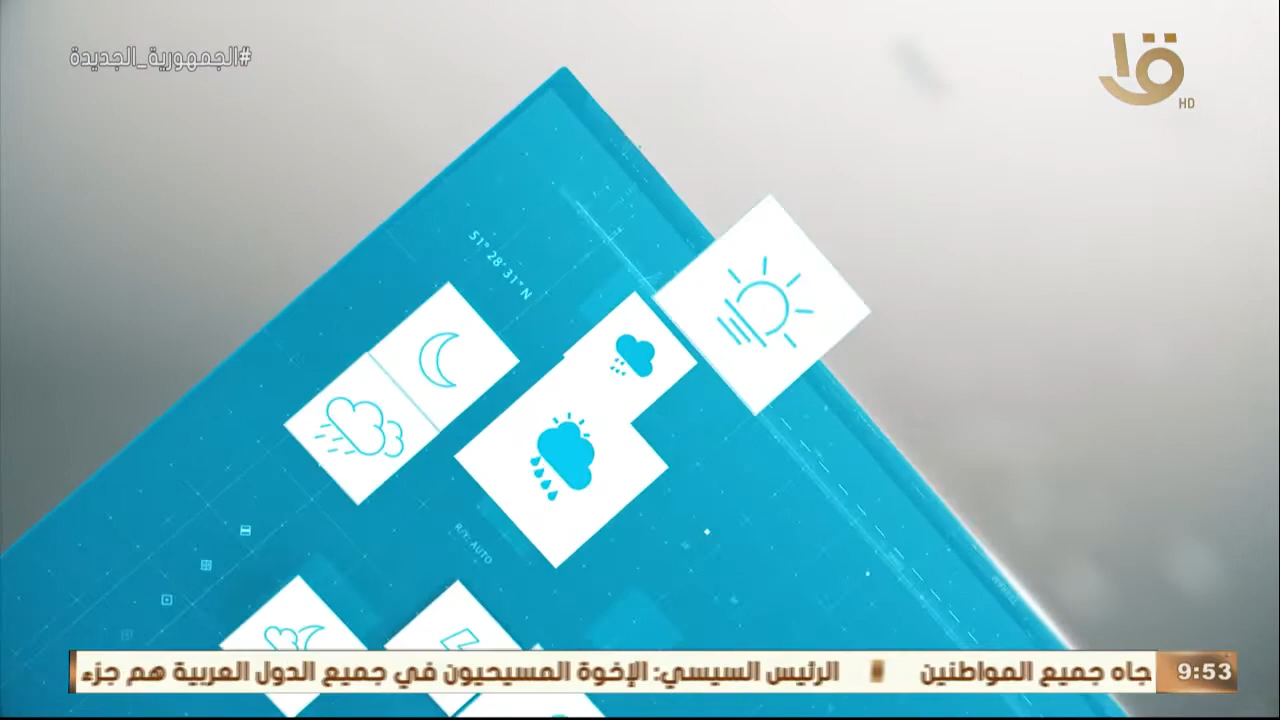 #الجمهورية_الجديدة
HD
51°28'31"N
R/Y: AUTO
جاه جميع المواطنين الرئيس السيسي: الإخوة المسيحيون في جميع الدول العربية هم جزء
9:53